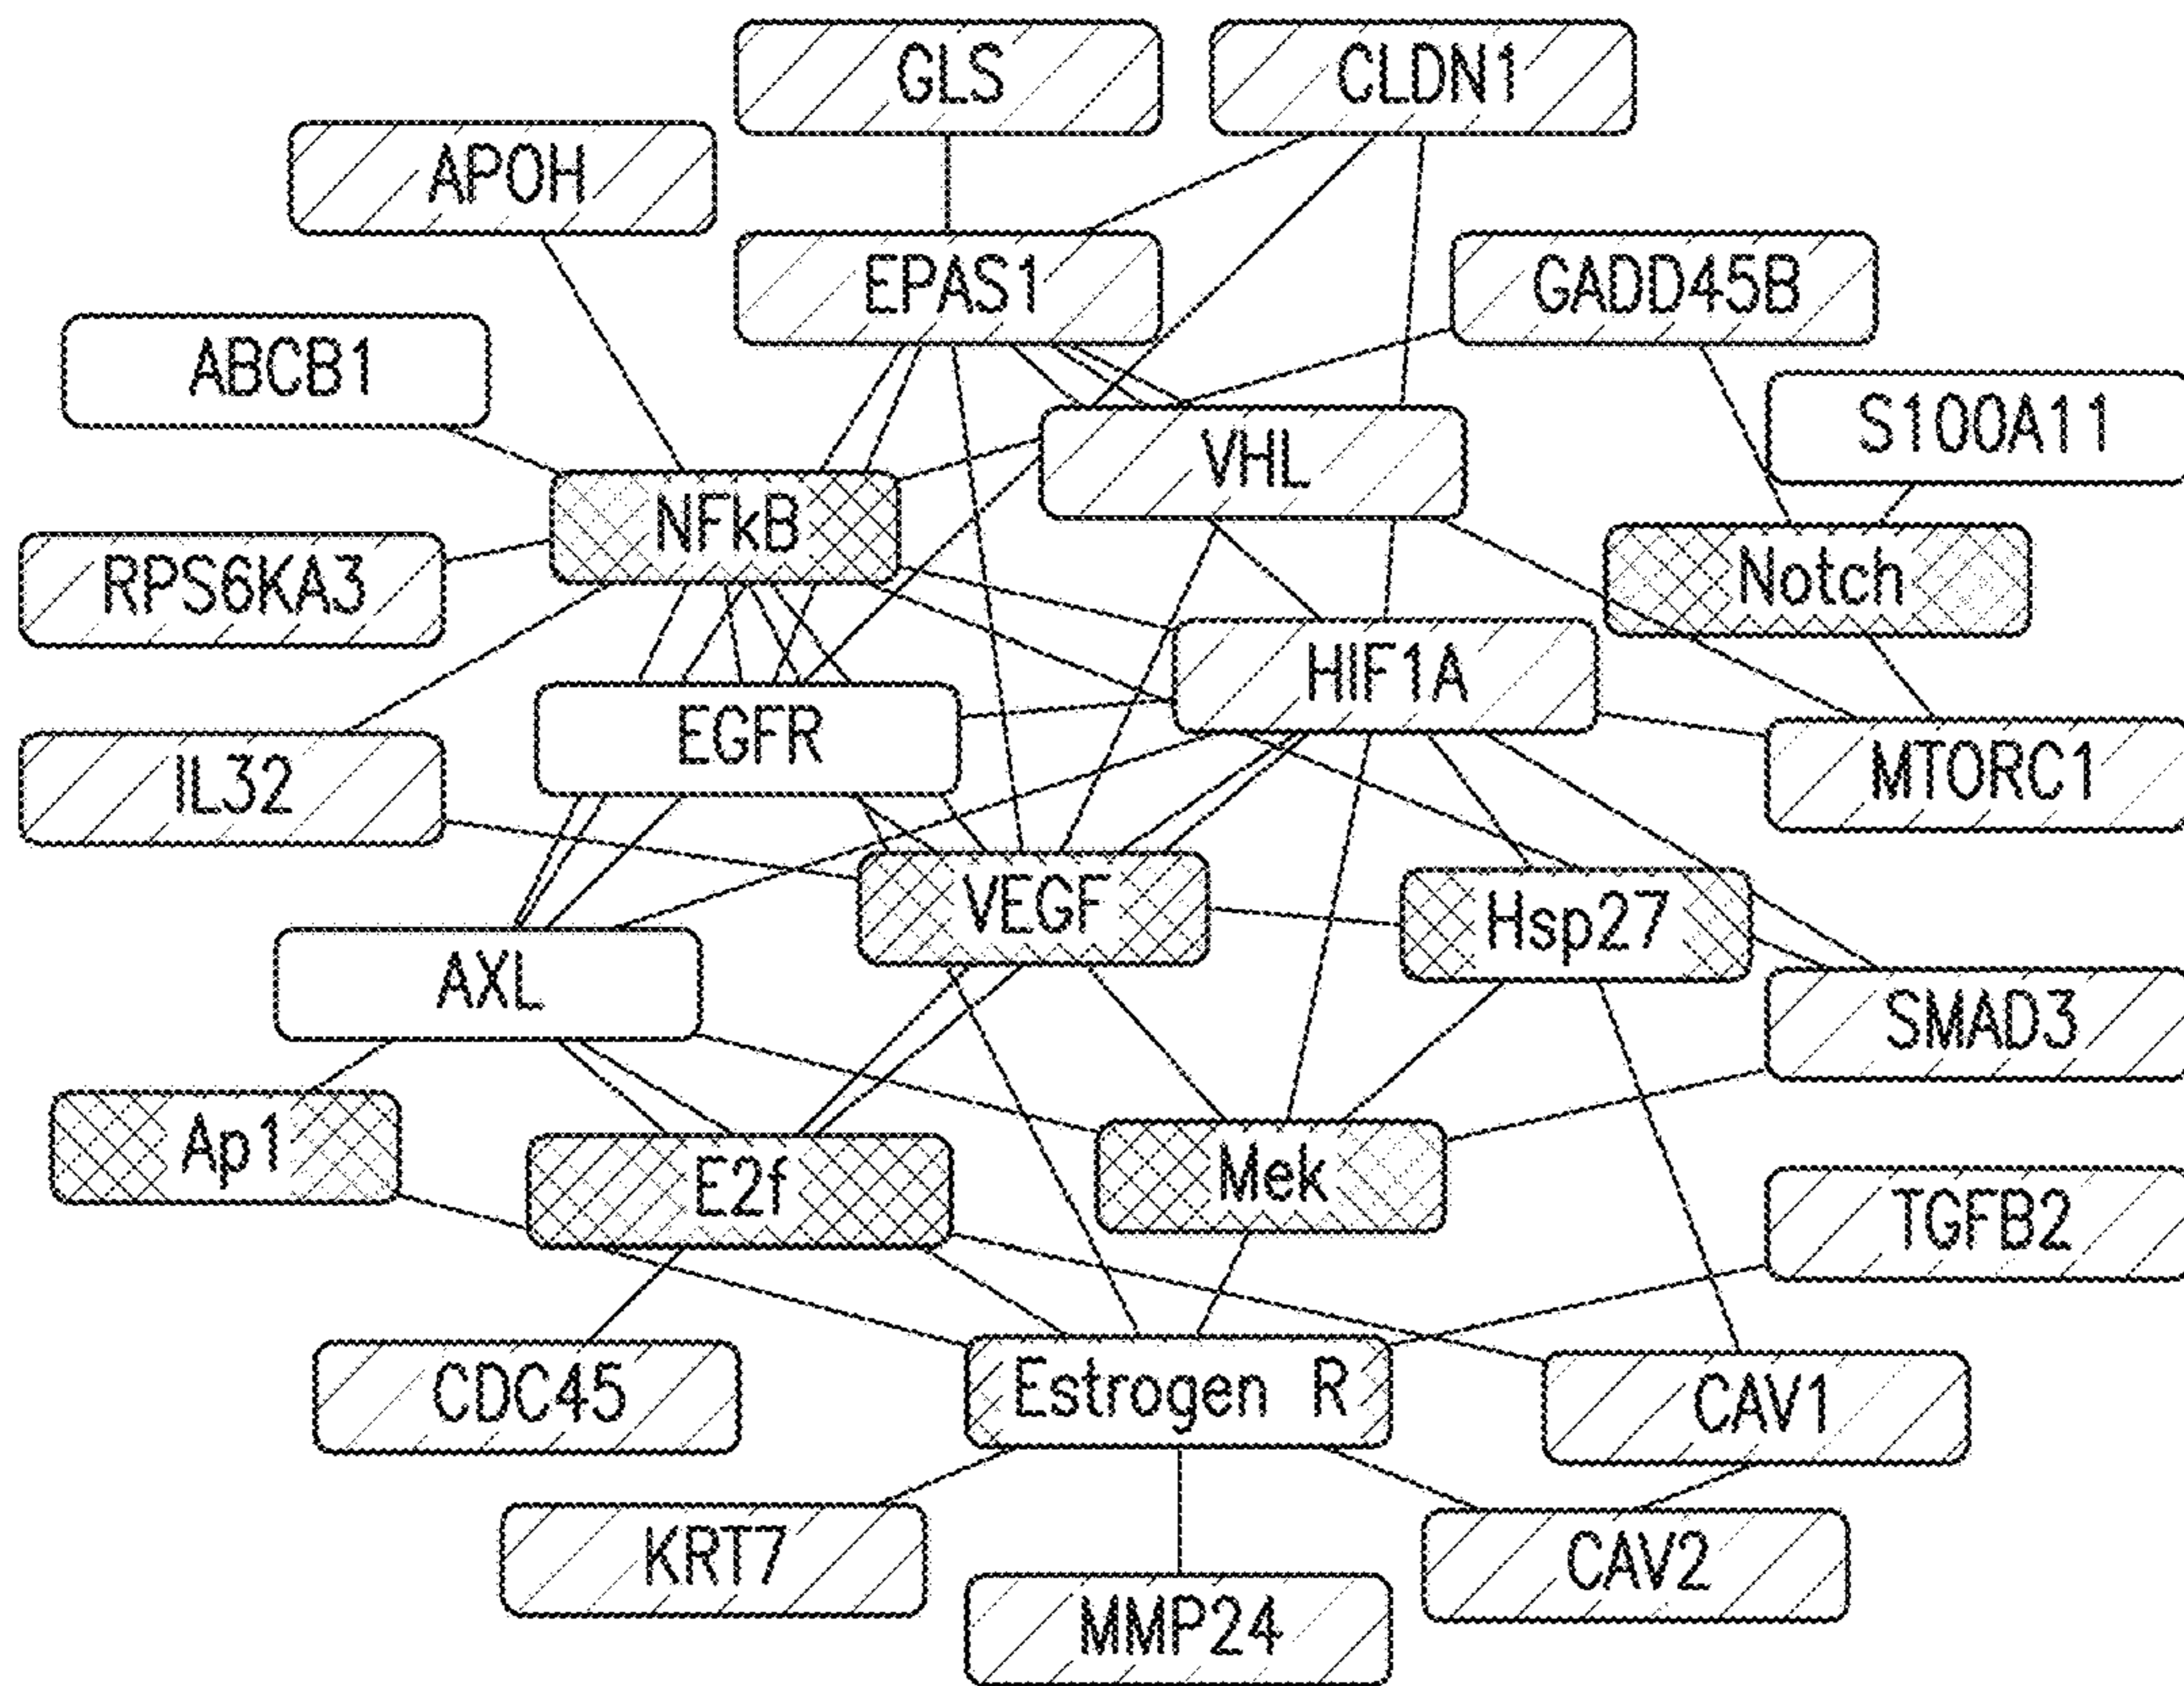 GLS
CLDN1
APOH
EPAS1
GADD45B
ABCB1
S100A11
VHL
NFkB
RPS6KA3
Notch
HIF1A
EGFR
IL32
MTORC1
VEGF
Hsp27
AXL
SMAD3
Ap1
E2f
Mek
TGFB2
CDC45
Estrogen R
CAV1
KRT7
CAV2
MMP24